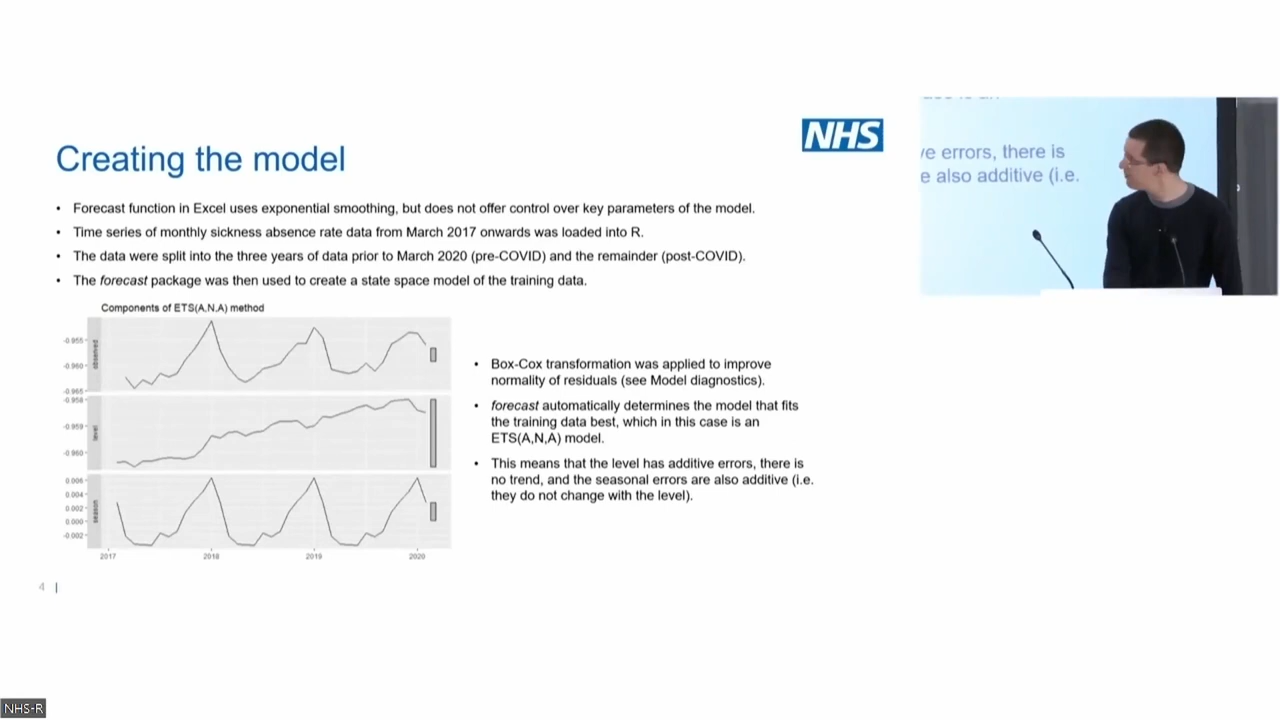 NHS
Creating the model
• Forecast function in Excel uses exponential smoothing, but does not offer control over key parameters of the model.
• Time series of monthly sickness absence rate data from March 2017 onwards was loaded into R.
• The data were split into the three years of data prior to March 2020 (pre-COVID) and the remainder (post-COVID).
• The forecast package was then used to create a state space model of the training data.
Components of ETS(A,N,A) method
-0.955
-0.960
-0.965
observed
-0.958
-0.959
-0.960
level
0.006
0.004
0.002
0.000
-0.002
season
2017
2018
2019
2020
• Box-Cox transformation was applied to improve
normality of residuals (see Model diagnostics).
• forecast automatically determines the model that fits
the training data best, which in this case is an
ETS(A,N,A) model.
• This means that the level has additive errors, there is
no trend, and the seasonal errors are also additive (i.e.
they do not change with the level).
4 |
e errors, there is
e also additive (i.e.
NHS-R